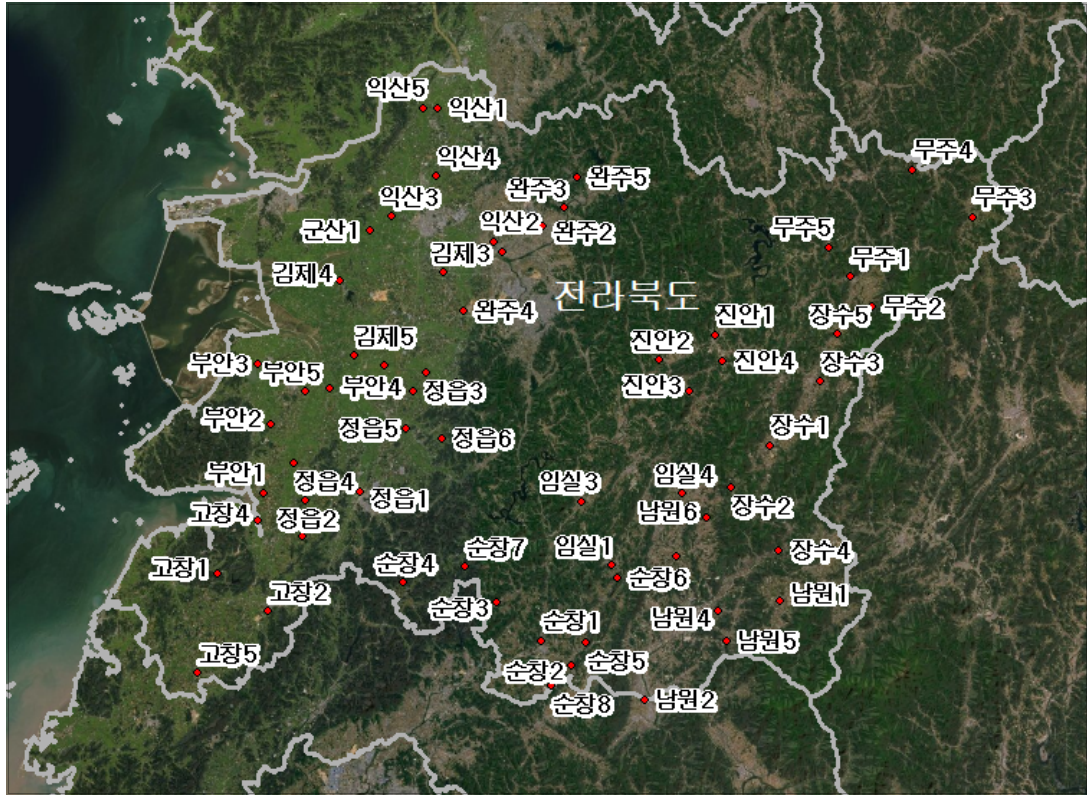 익산5
익산1
익산4
무주4
완주5
완주3
익산3
무주3
익산2
군산1
완주2
무주5
김제3
무주1
김제4
전라북도
무주2
완주4
진안1
장수5
김제5
진안2
부안3
진안4
장수3
부안5
부안4
정읍3
진안3
부안2
정읍5
정읍6
장수1
부안1
정읍4
임실4
임실3
정읍1
장수2
남원6
고창4
정읍2
순창7
임실1
장수4
고창1
순창4
순창6
남원1
고창2
순창3
순창1
남원4
남원5
고창5
순창5
순창2
순창8
남원2